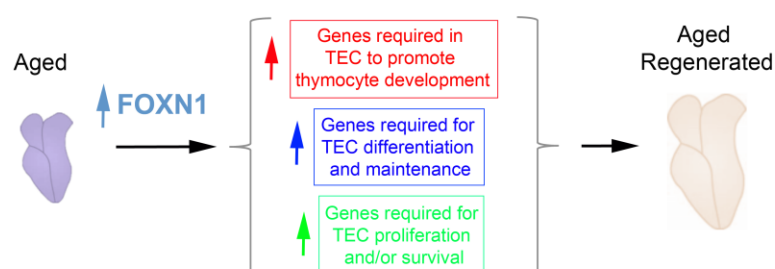 Aged
FOXN1
Genes required in
TEC to promote
thymocyte development
Genes required for
TEC differentiation
and maintenance
Genes required for
TEC proliferation
and/or survival
Aged
Regenerated